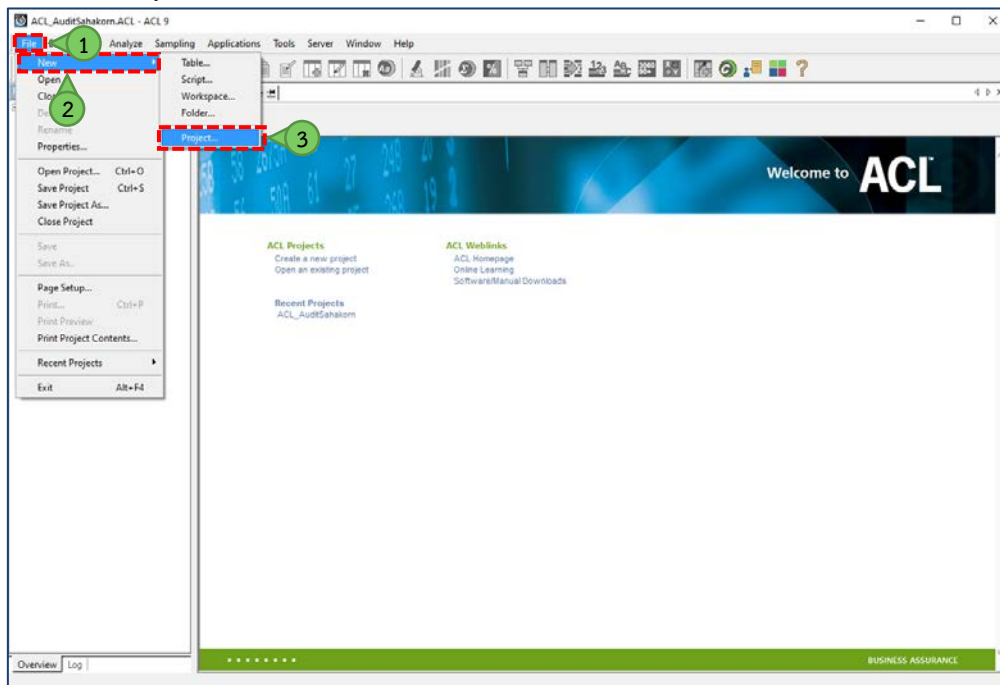 ACL_AuditSahakorn.ACL - ACL 9
File Analyze Sampling Applications Tools Server Window Help
1
New
Open
Rename
Properties...
Open Project... Ctrl+O
Save Project Ctrl+S
Save Project As...
Close Project
Save
Save As...
Page Setup...
Print... Ctrl+P
Print Preview
Print Project Contents...
Recent Projects
Exit Alt+F4
2
Table...
Script...
Workspace...
Folder...
Project...
3
Welcome to ACL
ACL Projects
Create a new project
Open an existing project
Recent Projects
ACL_AuditSahakorn
ACL Weblinks
ACL Homepage
Online Learning
Software/Manual Downloads
Overview Log
BUSINESS ASSURANCE